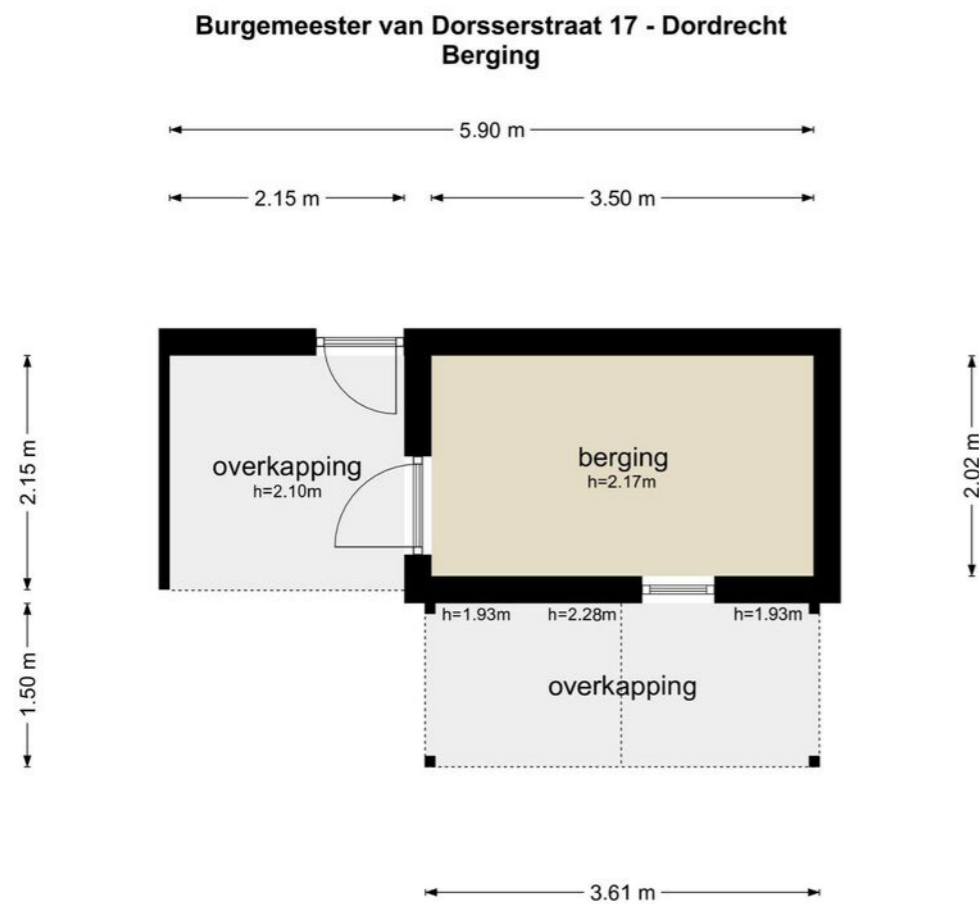 Burgemeester van Dorsserstraat 17 - Dordrecht
Berging
5.90 m
2.15 m
3.50 m
2.15 m
overkapping
h=2.10m
berging
h=2.17m
2.02 m
1.50 m
h=1.93m
h=2.28m
h=1.93m
overkapping
3.61 m